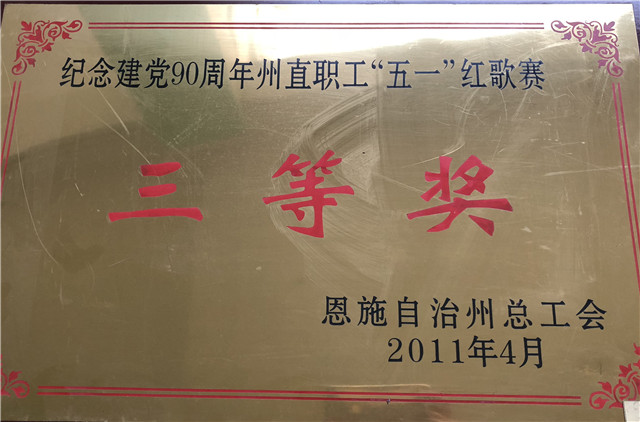 纪念建党90周年州直职工“五一”红歌赛
三等奖
恩施自治州总工会
2011年4月